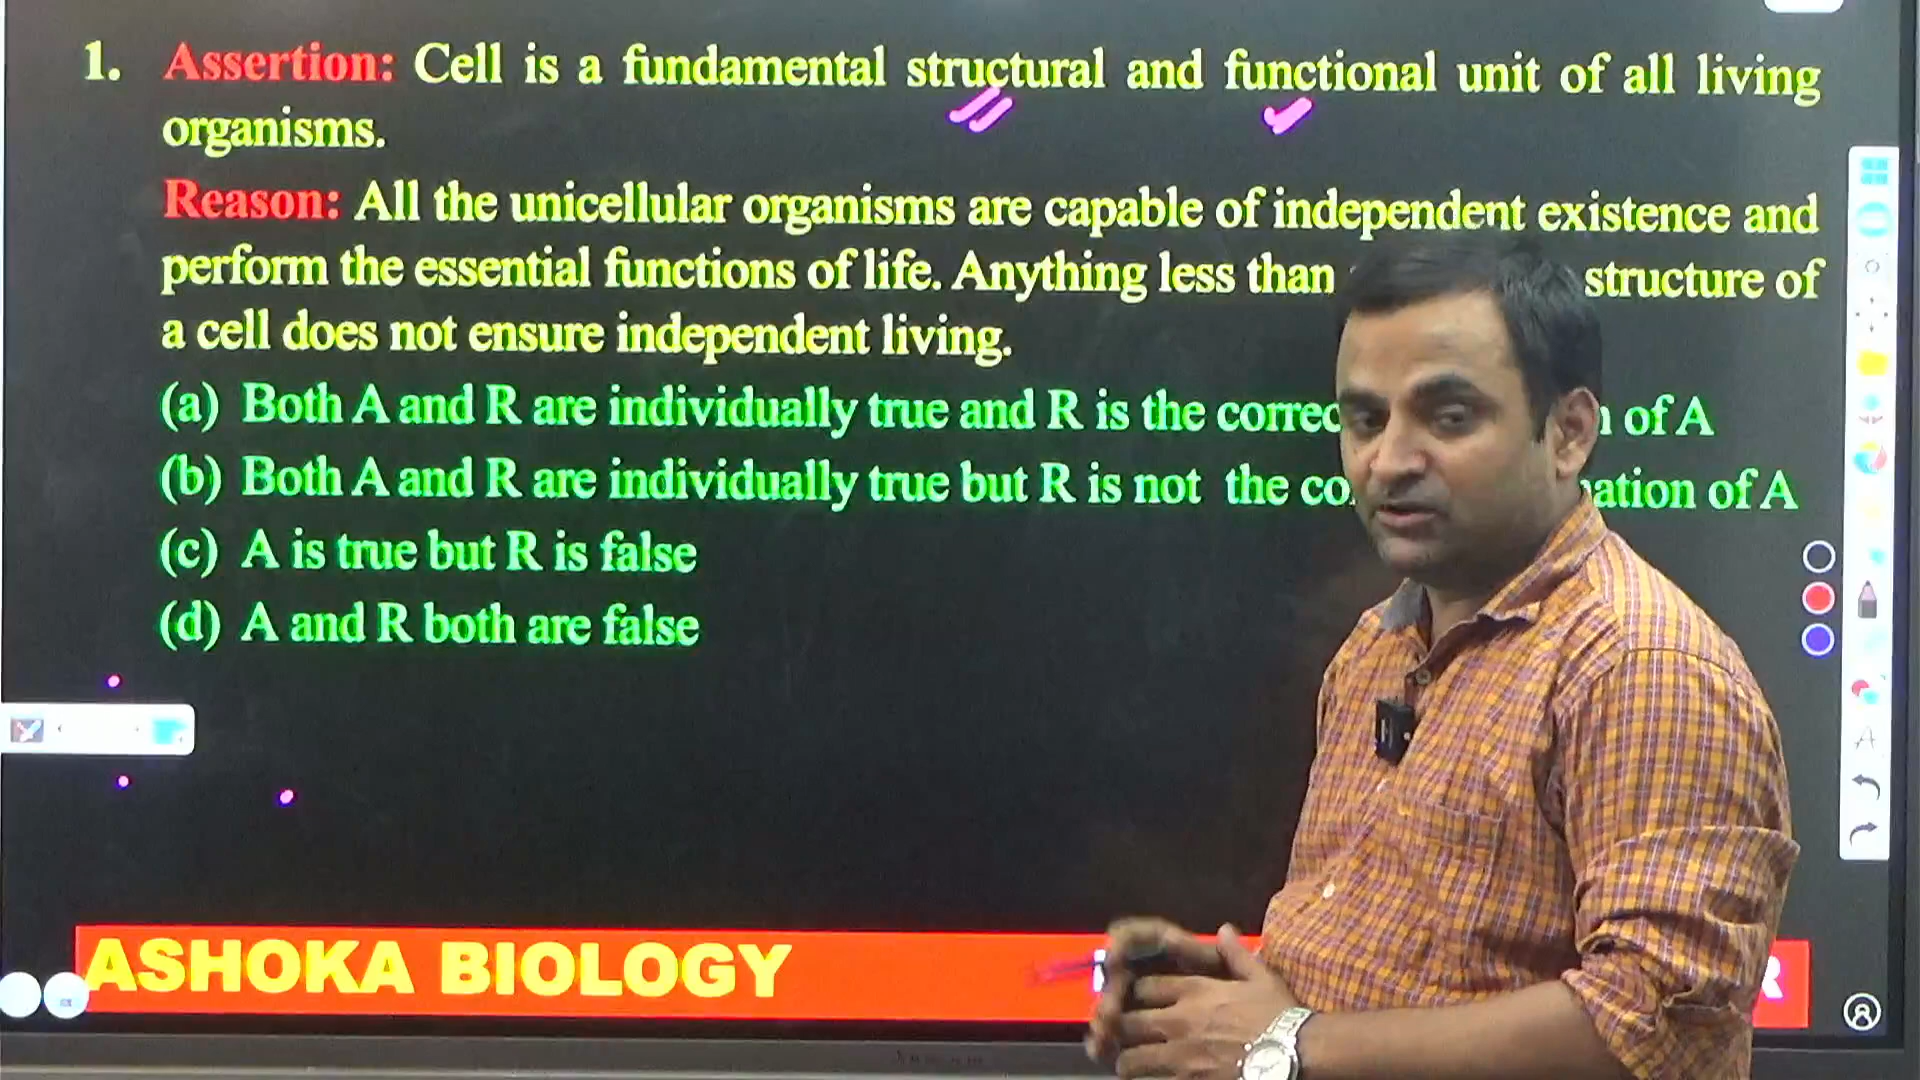 1. Assertion: Cell is a fundamental structural and functional unit of all living
organisms.
Reason: All the unicellular organisms are capable of independent existence and
perform the essential functions of life. Anything less than structure of
a cell does not ensure independent living.
(a) Both A and R are individually true and R is the of A
(b) Both A and R are individually true but R is not the of A
(c) A is true but R is false
(d) A and R both are false
ASHOKA BIOLOGY